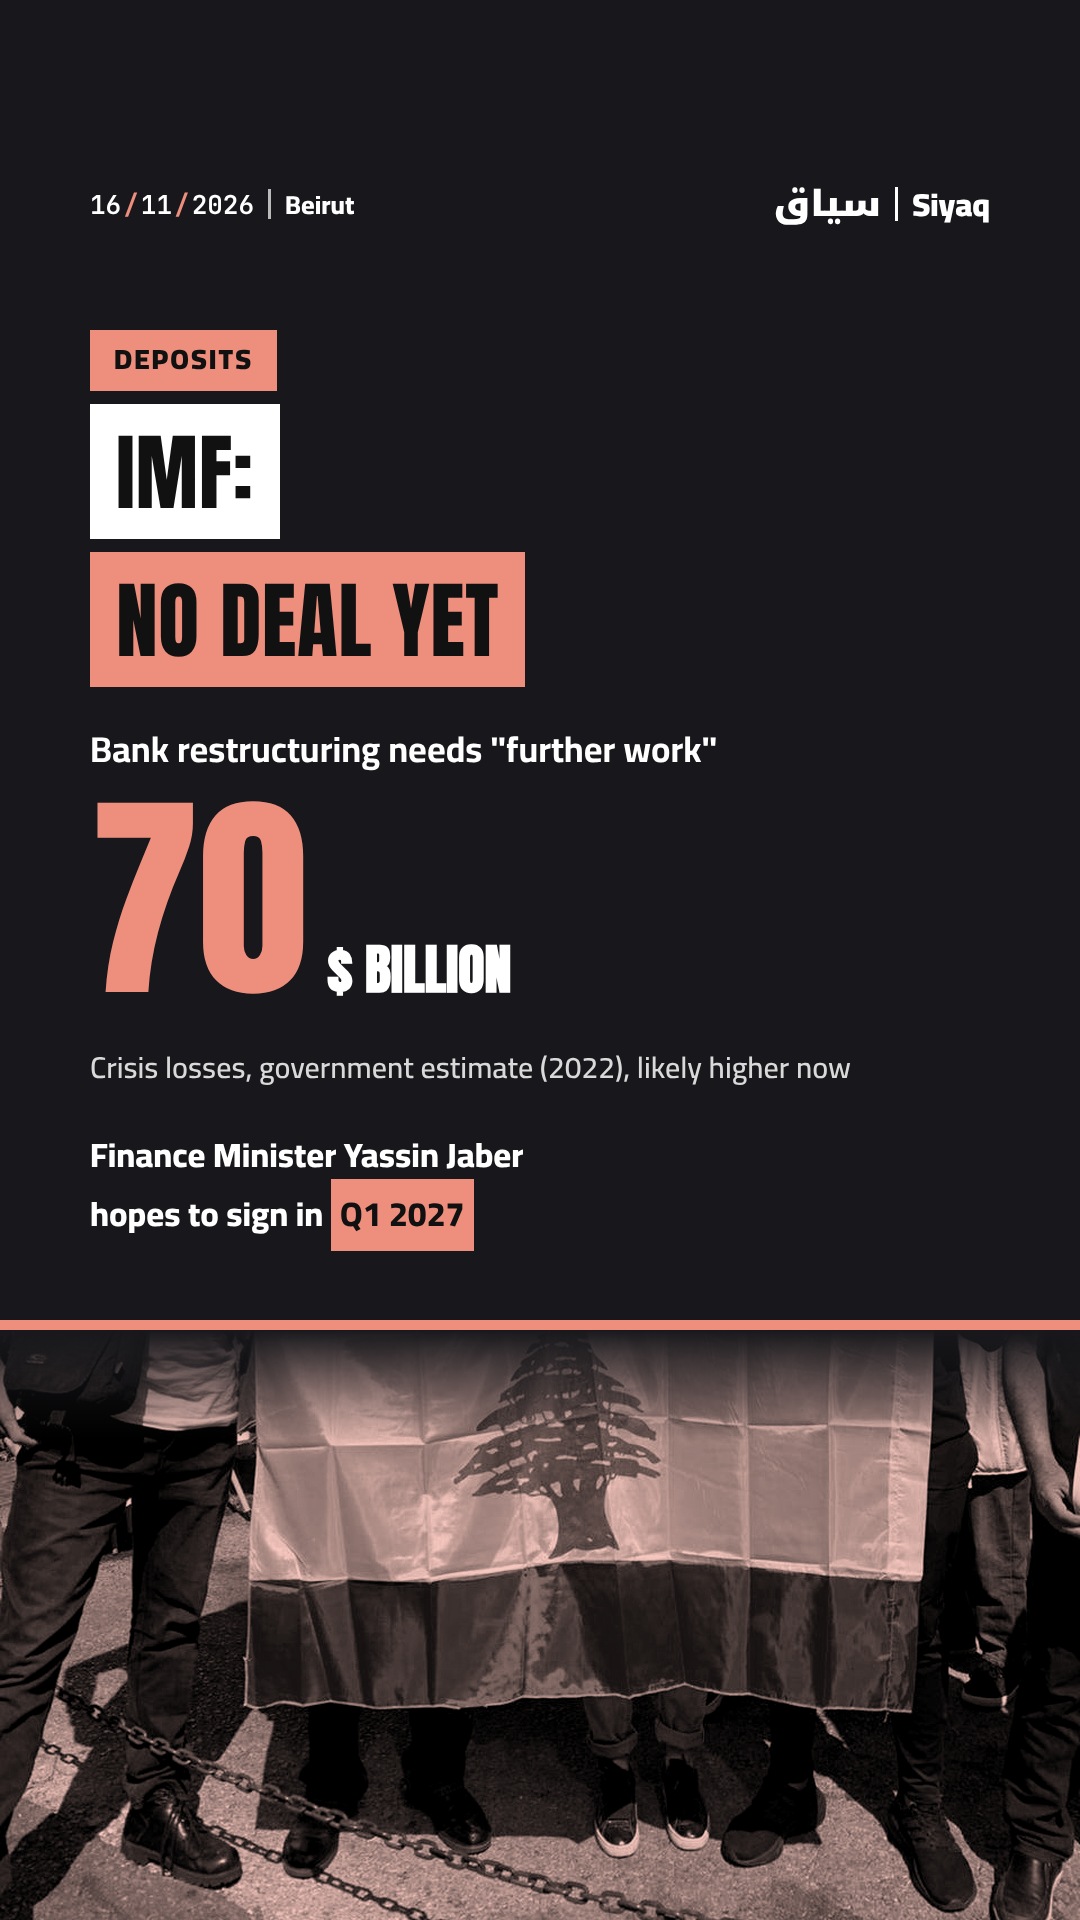 16/11/2026 | Beirut
سياق | Siyaq
DEPOSITS
IMF:
NO DEAL YET
Bank restructuring needs "further work"
70 $ BILLION
Crisis losses, government estimate (2022), likely higher now
Finance Minister Yassin Jaber
hopes to sign in Q1 2027